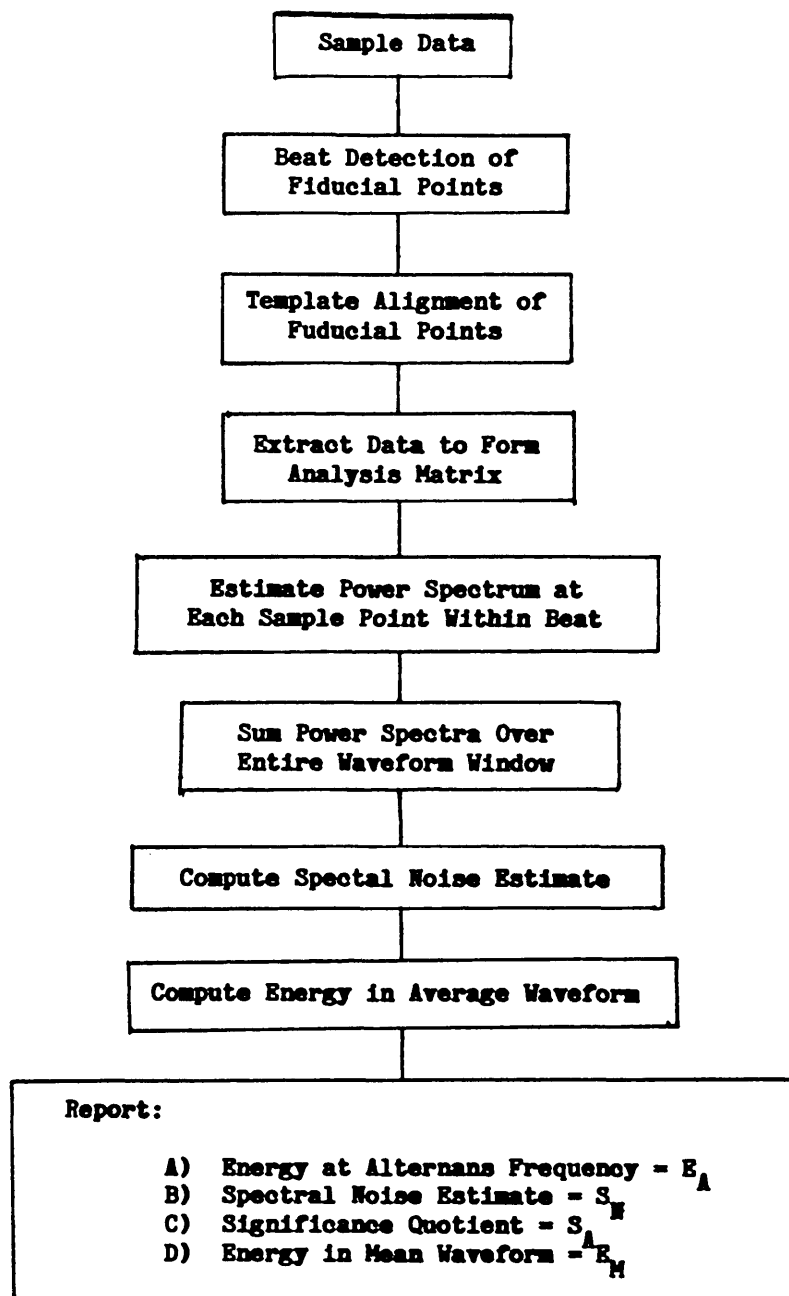 Sample Data
Beat Detection of
Fiducial Points
Template Alignment of
Fuducial Points
Extract Data to Form
Analysis Matrix
Estimate Power Spectrum at
Each Sample Point Within Beat
Sum Power Spectra Over
Entire Waveform Window
Compute Spectal Noise Estimate
Compute Energy in Average Waveform
Report:
A) Energy at Alternans Frequency = E_A
B) Spectral Noise Estimate = S_N
C) Significance Quotient = S_A
D) Energy in Mean Waveform = E_M